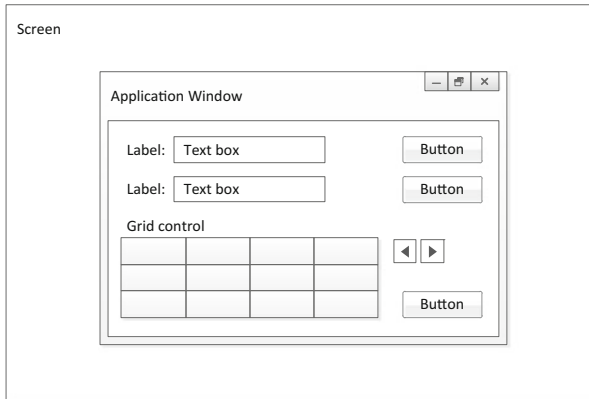 Screen
Application Window
Label: Text box Button
Label: Text box Button
Grid control
Button